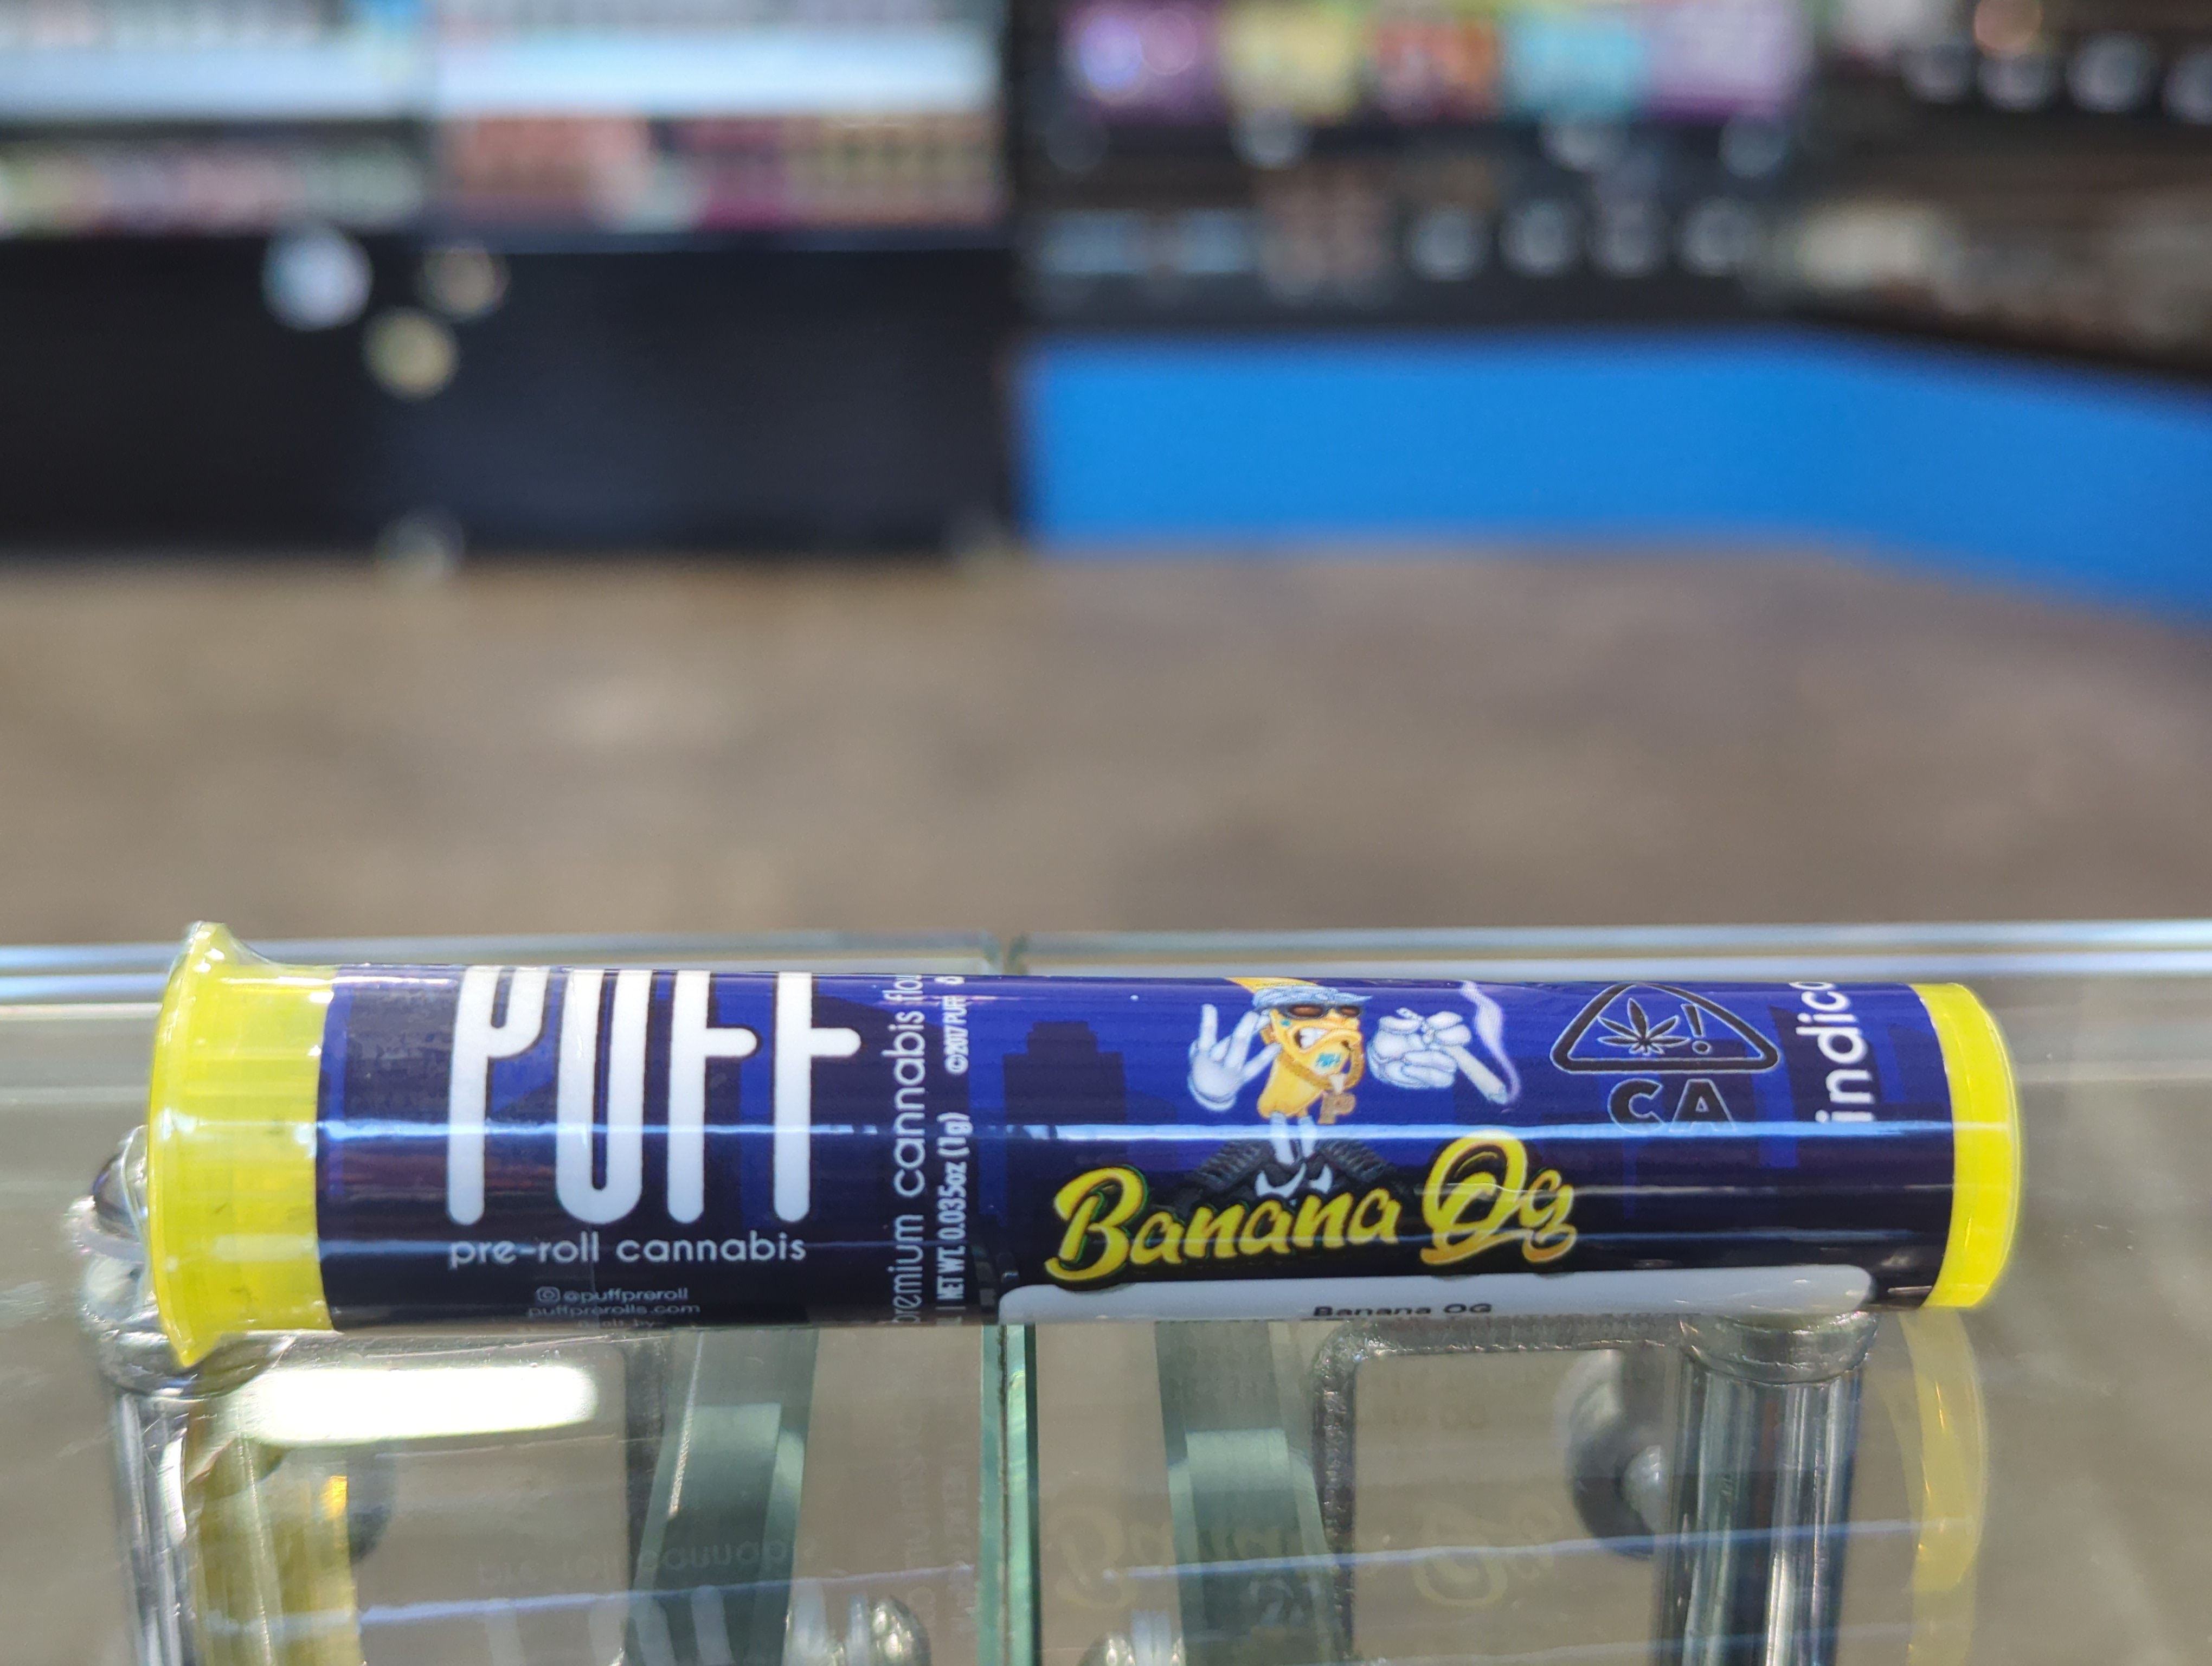 PUFF
pre-roll cannabis
@puffpreroll
puffprerolls.com
premium cannabis
NET WT. 0.035oz (1g) ©2017 PUFF
Banana Og
CA
indica
Banana OG